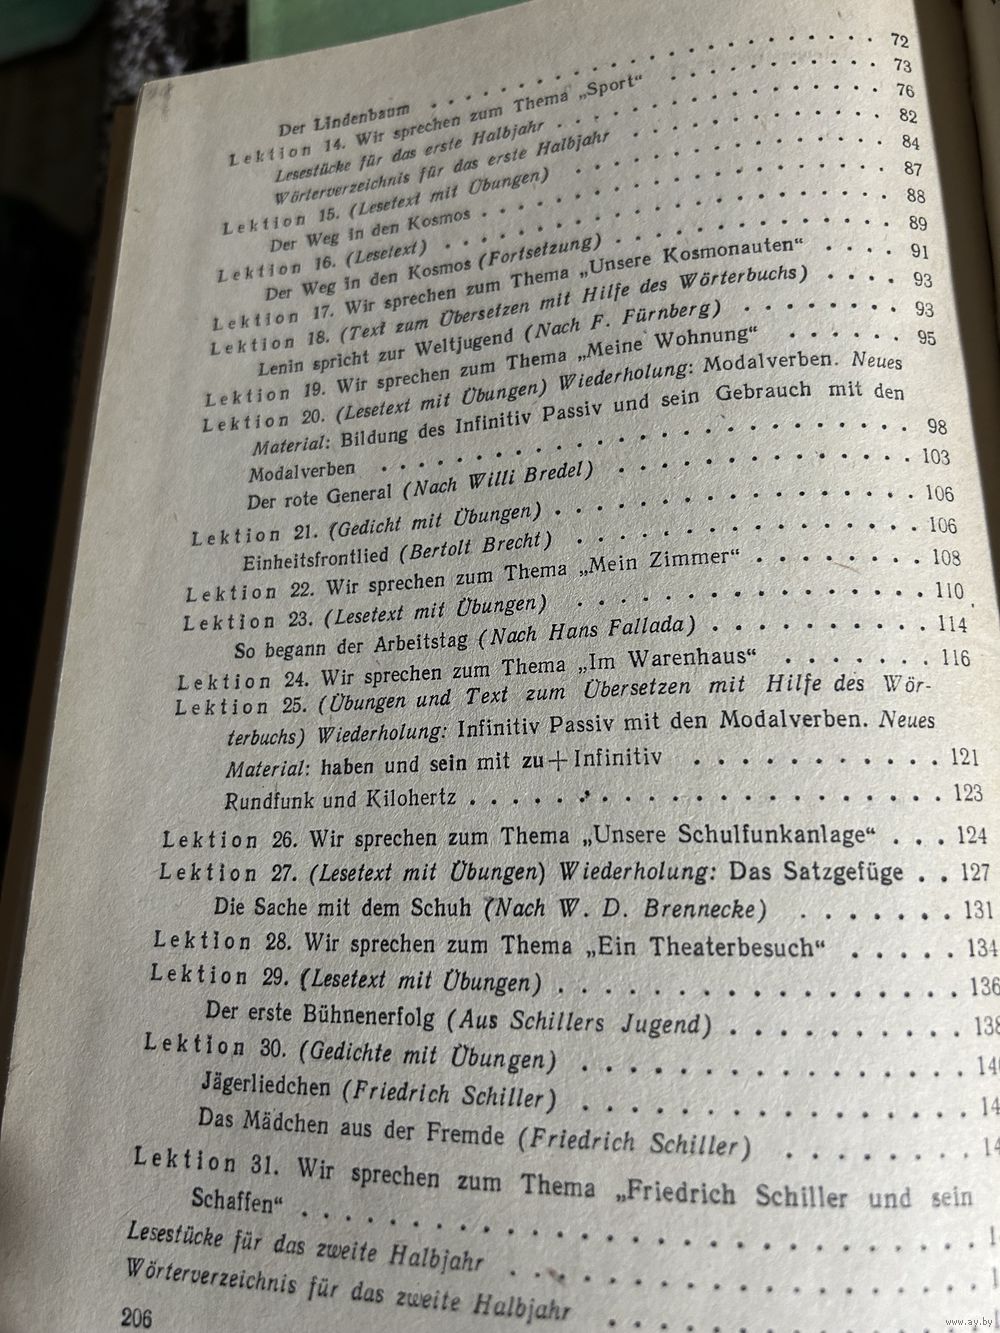 Der Lindenbaum . . . . . . . . . . . . . . . . 72
Lektion 14. Wir sprechen zum Thema „Sport“ . . . . . . . . 73
Lesestücke für das erste Halbjahr . . . . . . . . . . . . . 76
Wörterverzeichnis für das erste Halbjahr . . . . . . . . . . 82
Lektion 15. (Lesetext mit Übungen) . . . . . . . . . . . . 84
Der Weg in den Kosmos . . . . . . . . . . . . . . . 87
Lektion 16. (Lesetext) . . . . . . . . . . . . . . . . 88
Der Weg in den Kosmos (Fortsetzung) . . . . . . . . . . 89
Lektion 17. Wir sprechen zum Thema „Unsere Kosmonauten“ . . . . 91
Lektion 18. (Text zum Übersetzen mit Hilfe des Wörterbuchs) . . . . 93
Lenin spricht zur Weltjugend (Nach F. Fürnberg) . . . . . . . 93
Lektion 19. Wir sprechen zum Thema „Meine Wohnung“ . . . . . . 95
Lektion 20. (Lesetext mit Übungen) Wiederholung: Modalverben. Neues
Material: Bildung des Infinitiv Passiv und sein Gebrauch mit den
Modalverben . . . . . . . . . . . . . . . . . . 98
Der rote General (Nach Willi Bredel) . . . . . . . . . . . 103
Lektion 21. (Gedicht mit Übungen) . . . . . . . . . . . . . 106
Einheitsfrontlied (Bertolt Brecht) . . . . . . . . . . . . 106
Lektion 22. Wir sprechen zum Thema „Mein Zimmer“ . . . . . . . 108
Lektion 23. (Lesetext mit Übungen) . . . . . . . . . . . . 110
So begann der Arbeitstag (Nach Hans Fallada) . . . . . . . . 114
Lektion 24. Wir sprechen zum Thema „Im Warenhaus“ . . . . . . . 116
Lektion 25. (Übungen und Text zum Übersetzen mit Hilfe des Wör-
terbuchs) Wiederholung: Infinitiv Passiv mit den Modalverben. Neues
Material: haben und sein mit zu+Infinitiv . . . . . . . . . 121
Rundfunk und Kilohertz . . . . . . . . . . . . . . . . 123
Lektion 26. Wir sprechen zum Thema „Unsere Schulfunkanlage“ . . . 124
Lektion 27. (Lesetext mit Übungen) Wiederholung: Das Satzgefüge . . 127
Die Sache mit dem Schuh (Nach W. D. Brennecke) . . . . . . . 131
Lektion 28. Wir sprechen zum Thema „Ein Theaterbesuch“ . . . . . 134
Lektion 29. (Lesetext mit Übungen) . . . . . . . . . . . . . 136
Der erste Bühnenerfolg (Aus Schillers Jugend) . . . . . . . . 138
Lektion 30. (Gedichte mit Übungen) . . . . . . . . . . . . .
Jägerliedchen (Friedrich Schiller) . . . . . . . . . . . .
Das Mädchen aus der Fremde (Friedrich Schiller) . . . . . . .
Lektion 31. Wir sprechen zum Thema „Friedrich Schiller und sein
Schaffen“ . . . . . . . . . . . . . . . . . . . .
Lesestücke für das zweite Halbjahr . . . . . . . . . . . . .
Wörterverzeichnis für das zweite Halbjahr . . . . . . . . . .
206
www.ay.by